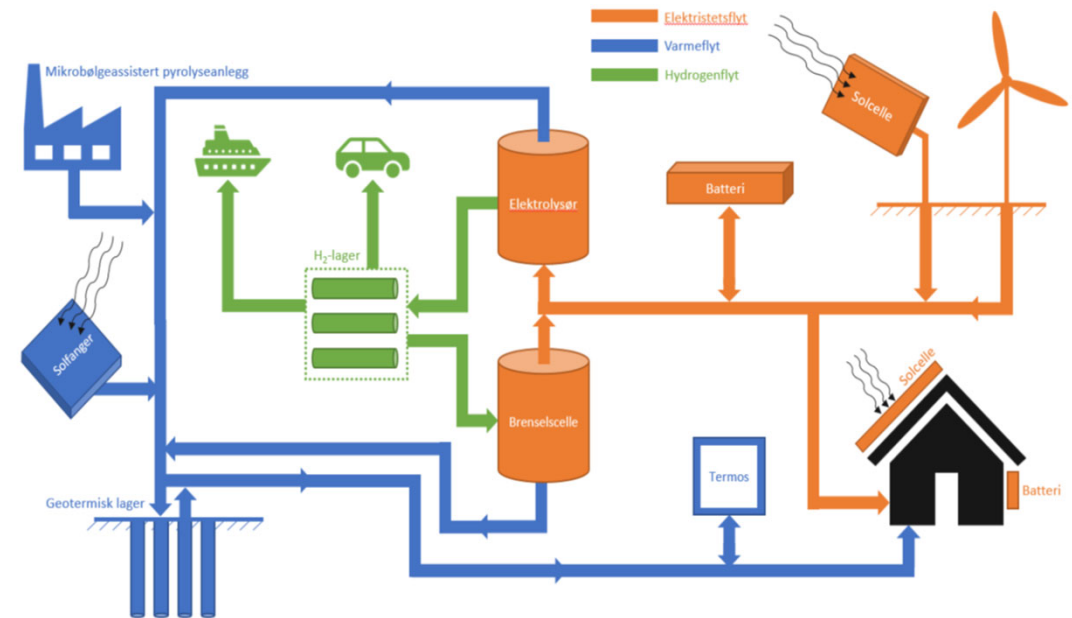 Elektristetsflyt
Varmeflyt
Hydrogenflyt
Mikrobølgeassistert pyrolyseanlegg
Solcelle
Batteri
Elektrolysør
H₂-lager
Solfanger
Solcelle
Brenselscelle
Termos
Batteri
Geotermisk lager